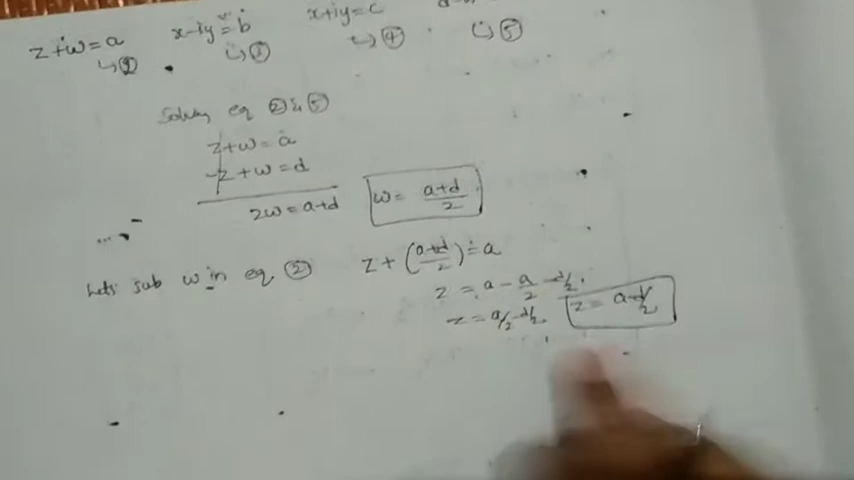 z+w=a x-iy=b x+iy=c
↳② ↳③ ↳④ ↳⑤
Solving eq ② & ⑤
z+w=a
-z+w=d
2w=a+d w= a+d/2
Lets sub w in eq ② z+(a+d/2)=a
z=a-a/2-d/2
z=a/2-d/2 z=a-d/2